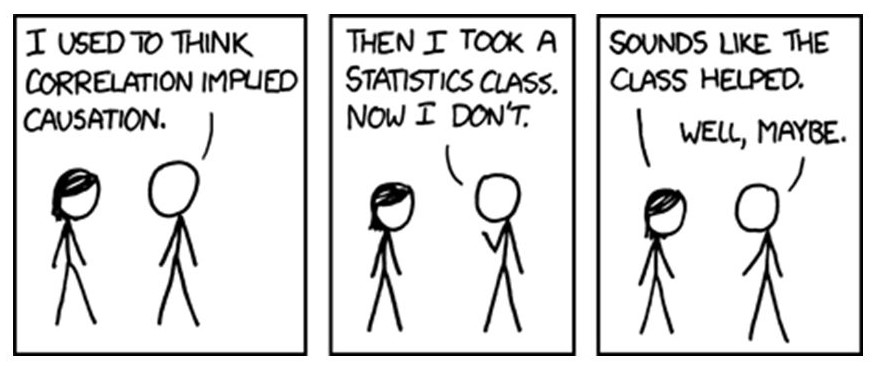 I USED TO THINK
CORRELATION IMPLIED
CAUSATION.
THEN I TOOK A
STATISTICS CLASS.
NOW I DON'T.
SOUNDS LIKE THE
CLASS HELPED.
WELL, MAYBE.